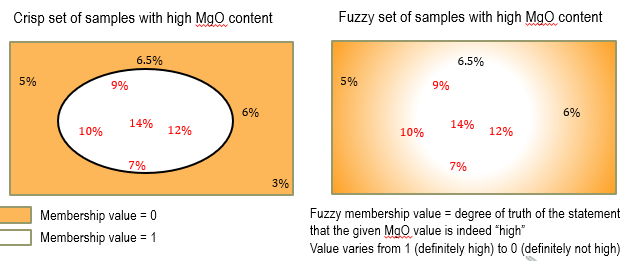 Crisp set of samples with high MgO content
6.5%
5%
9%
6%
14%
10%
12%
7%
3%
Membership value = 0
Membership value = 1
Fuzzy set of samples with high MgO content
6.5%
5%
9%
6%
14%
10%
12%
7%
Fuzzy membership value = degree of truth of the statement
that the given MgO value is indeed “high”
Value varies from 1 (definitely high) to 0 (definitely not high)